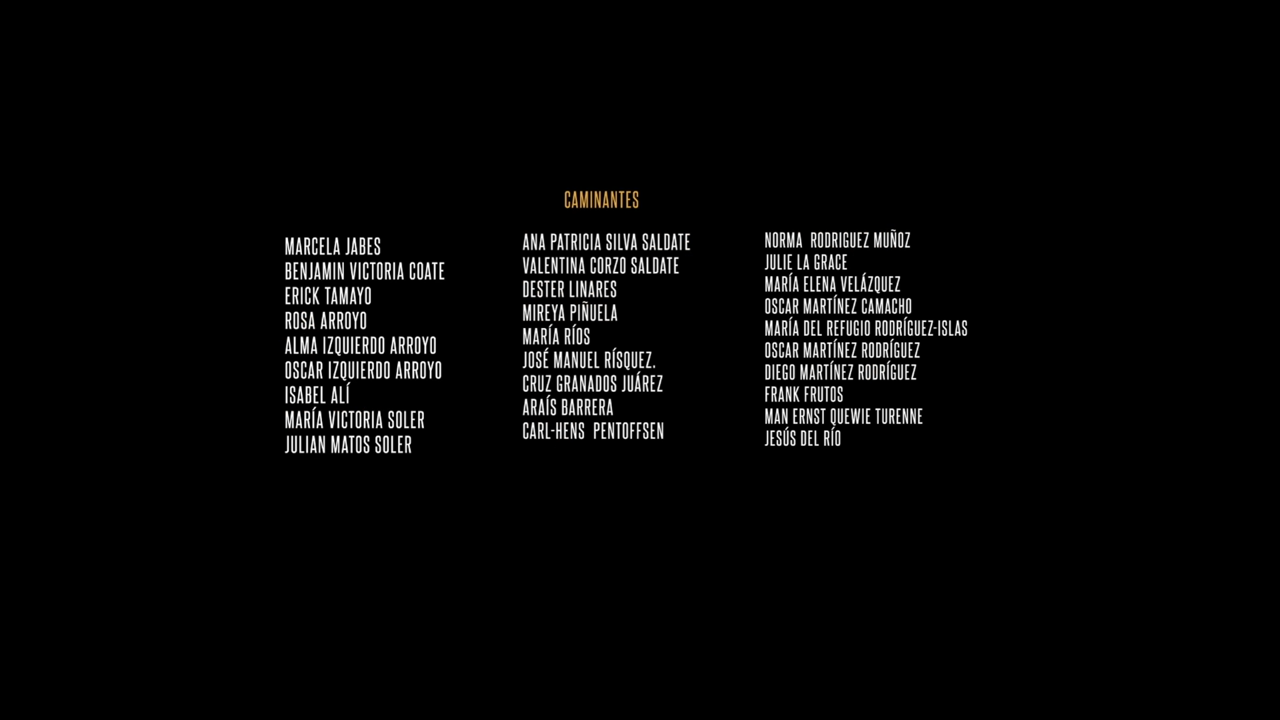 CAMINANTES
MARCELA JABES
BENJAMIN VICTORIA COATE
ERICK TAMAYO
ROSA ARROYO
ALMA IZQUIERDO ARROYO
OSCAR IZQUIERDO ARROYO
ISABEL ALÍ
MARÍA VICTORIA SOLER
JULIAN MATOS SOLER
ANA PATRICIA SILVA SALDATE
VALENTINA CORZO SALDATE
DESTER LINARES
MIREYA PIÑUELA
MARÍA RÍOS
JOSÉ MANUEL RÍSQUEZ.
CRUZ GRANADOS JUÁREZ
ARAÍS BARRERA
CARL-HENS PENTOFFSEN
NORMA RODRIGUEZ MUÑOZ
JULIE LA GRACE
MARÍA ELENA VELÁZQUEZ
OSCAR MARTÍNEZ CAMACHO
MARÍA DEL REFUGIO RODRÍGUEZ-ISLAS
OSCAR MARTÍNEZ RODRÍGUEZ
DIEGO MARTÍNEZ RODRÍGUEZ
FRANK FRUTOS
MAN ERNST QUEWIE TURENNE
JESÚS DEL RÍO